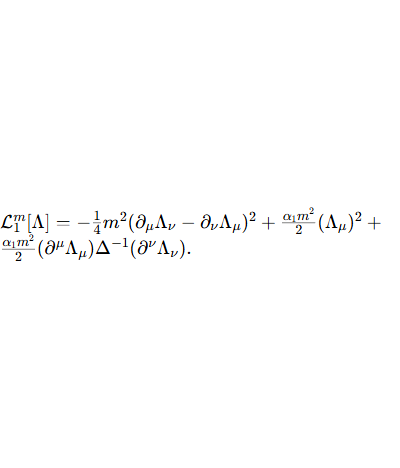 $\mathcal{L}_1^m[\Lambda] = -\frac{1}{4}m^2(\partial_\mu\Lambda_\nu - \partial_\nu\Lambda_\mu)^2 + \frac{\alpha_1 m^2}{2}(\Lambda_\mu)^2 +$
$\frac{\alpha_1 m^2}{2}(\partial^\mu\Lambda_\mu)\Delta^{-1}(\partial^\nu\Lambda_\nu).$